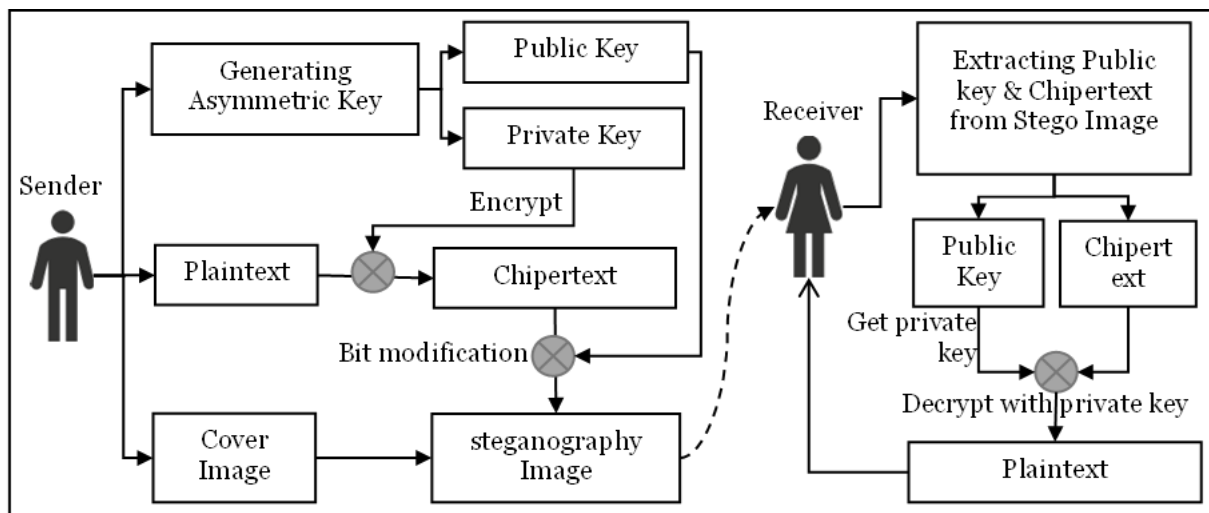 Generating
Asymmetric Key
Public Key
Private Key
Sender
Encrypt
Plaintext
Chipertext
Bit modification
Cover
Image
steganography
Image
Receiver
Extracting Public
key & Chipertext
from Stego Image
Public
Key
Chipert
ext
Get private
key
Decrypt with private key
Plaintext